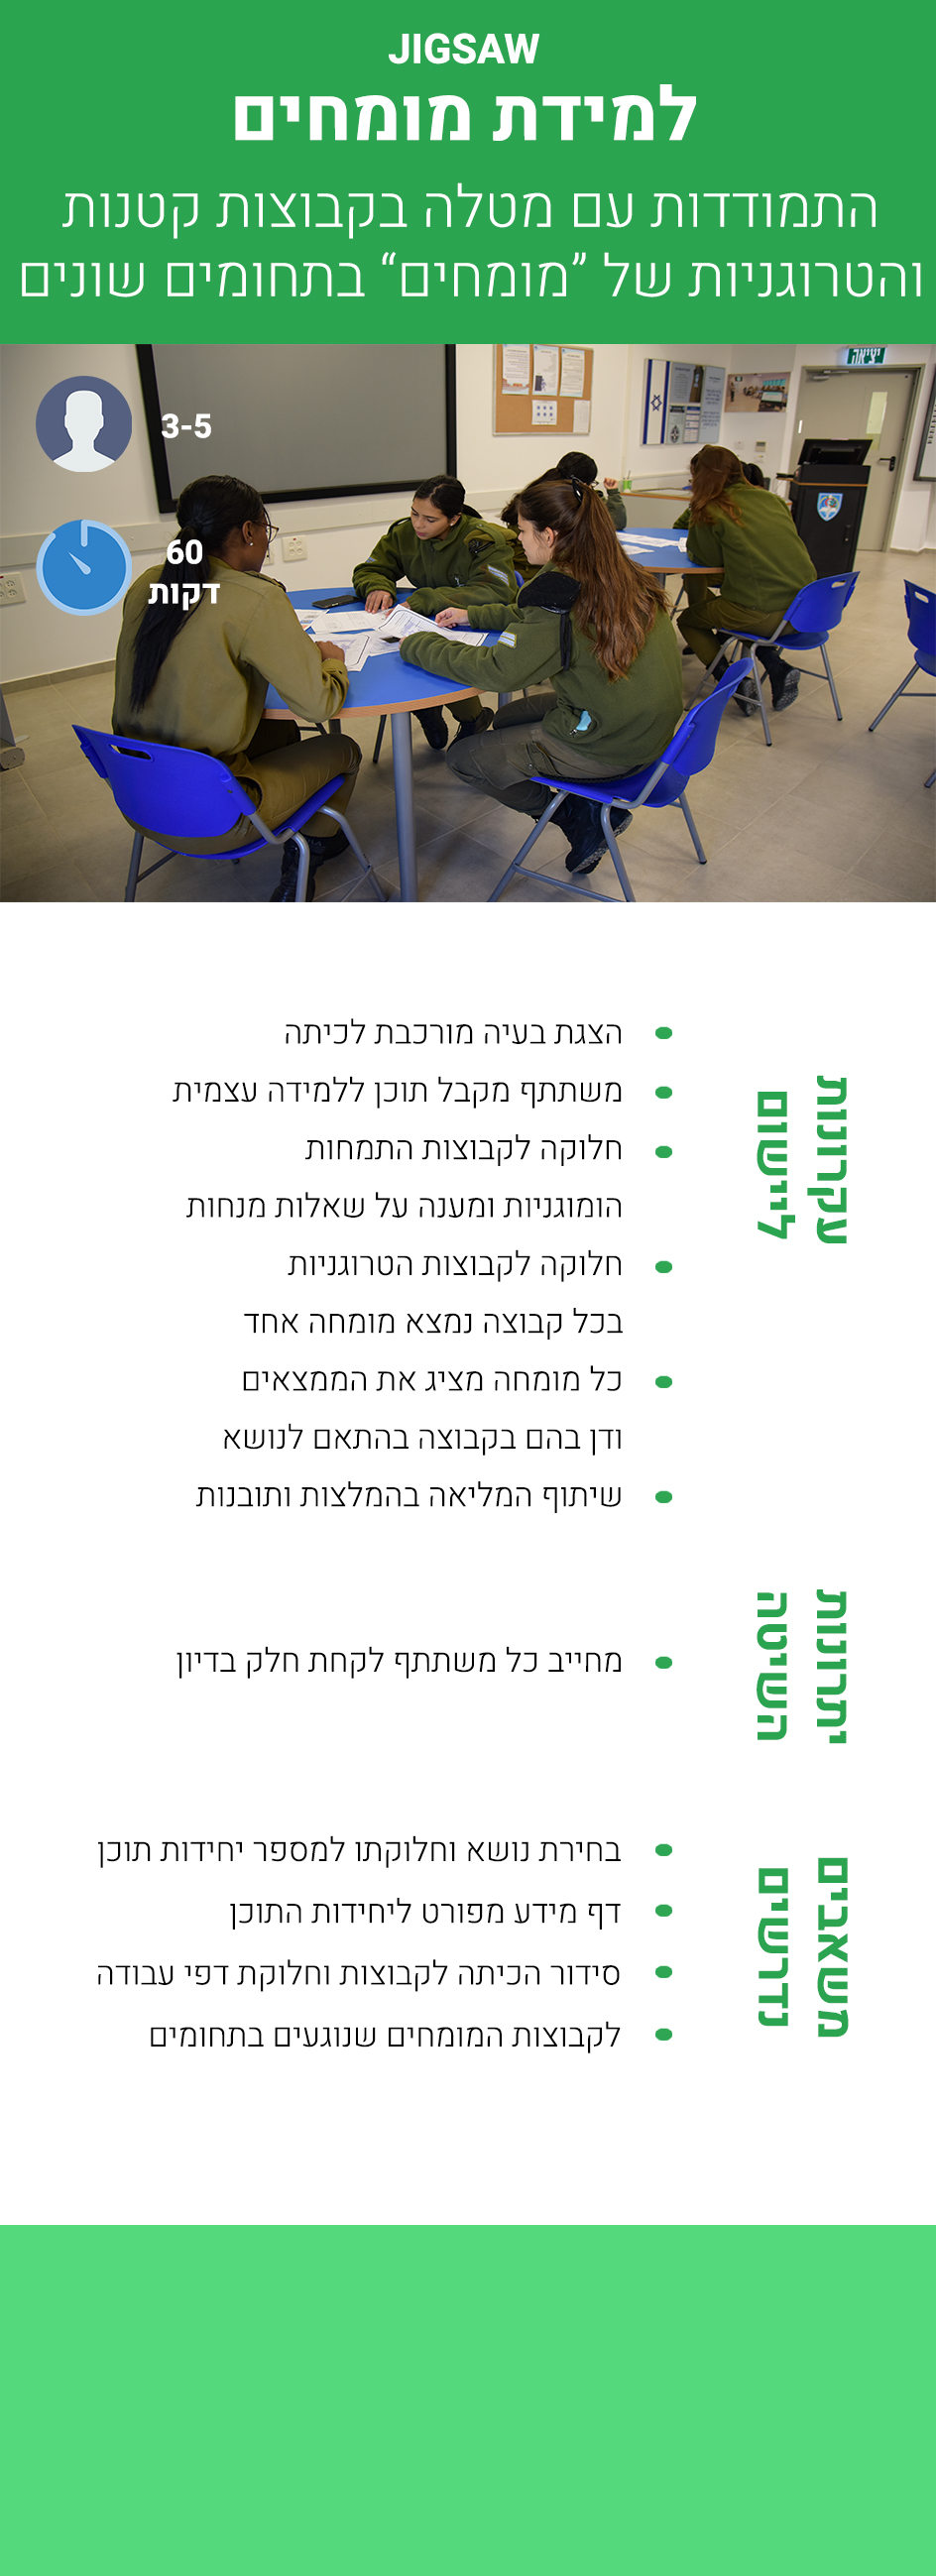 JIGSAW
למידת מומחים
התמודדות עם מטלה בקבוצות קטנות
והטרוגניות של ”מומחים“ בתחומים שונים
יציאה
3-5
60
דקות
עקרונות
ליישום
הצגת בעיה מורכבת לכיתה
משתתף מקבל תוכן ללמידה עצמית
חלוקה לקבוצות התמחות
הומוגניות ומענה על שאלות מנחות
חלוקה לקבוצות הטרוגניות
בכל קבוצה נמצא מומחה אחד
כל מומחה מציג את הממצאים
ודן בהם בקבוצה בהתאם לנושא
שיתוף המליאה בהמלצות ותובנות
יתרונות
השיטה
מחייב כל משתתף לקחת חלק בדיון
משאבים
נדרשים
בחירת נושא וחלוקתו למספר יחידות תוכן
דף מידע מפורט ליחידות התוכן
סידור הכיתה לקבוצות וחלוקת דפי עבודה
לקבוצות המומחים שנוגעים בתחומים